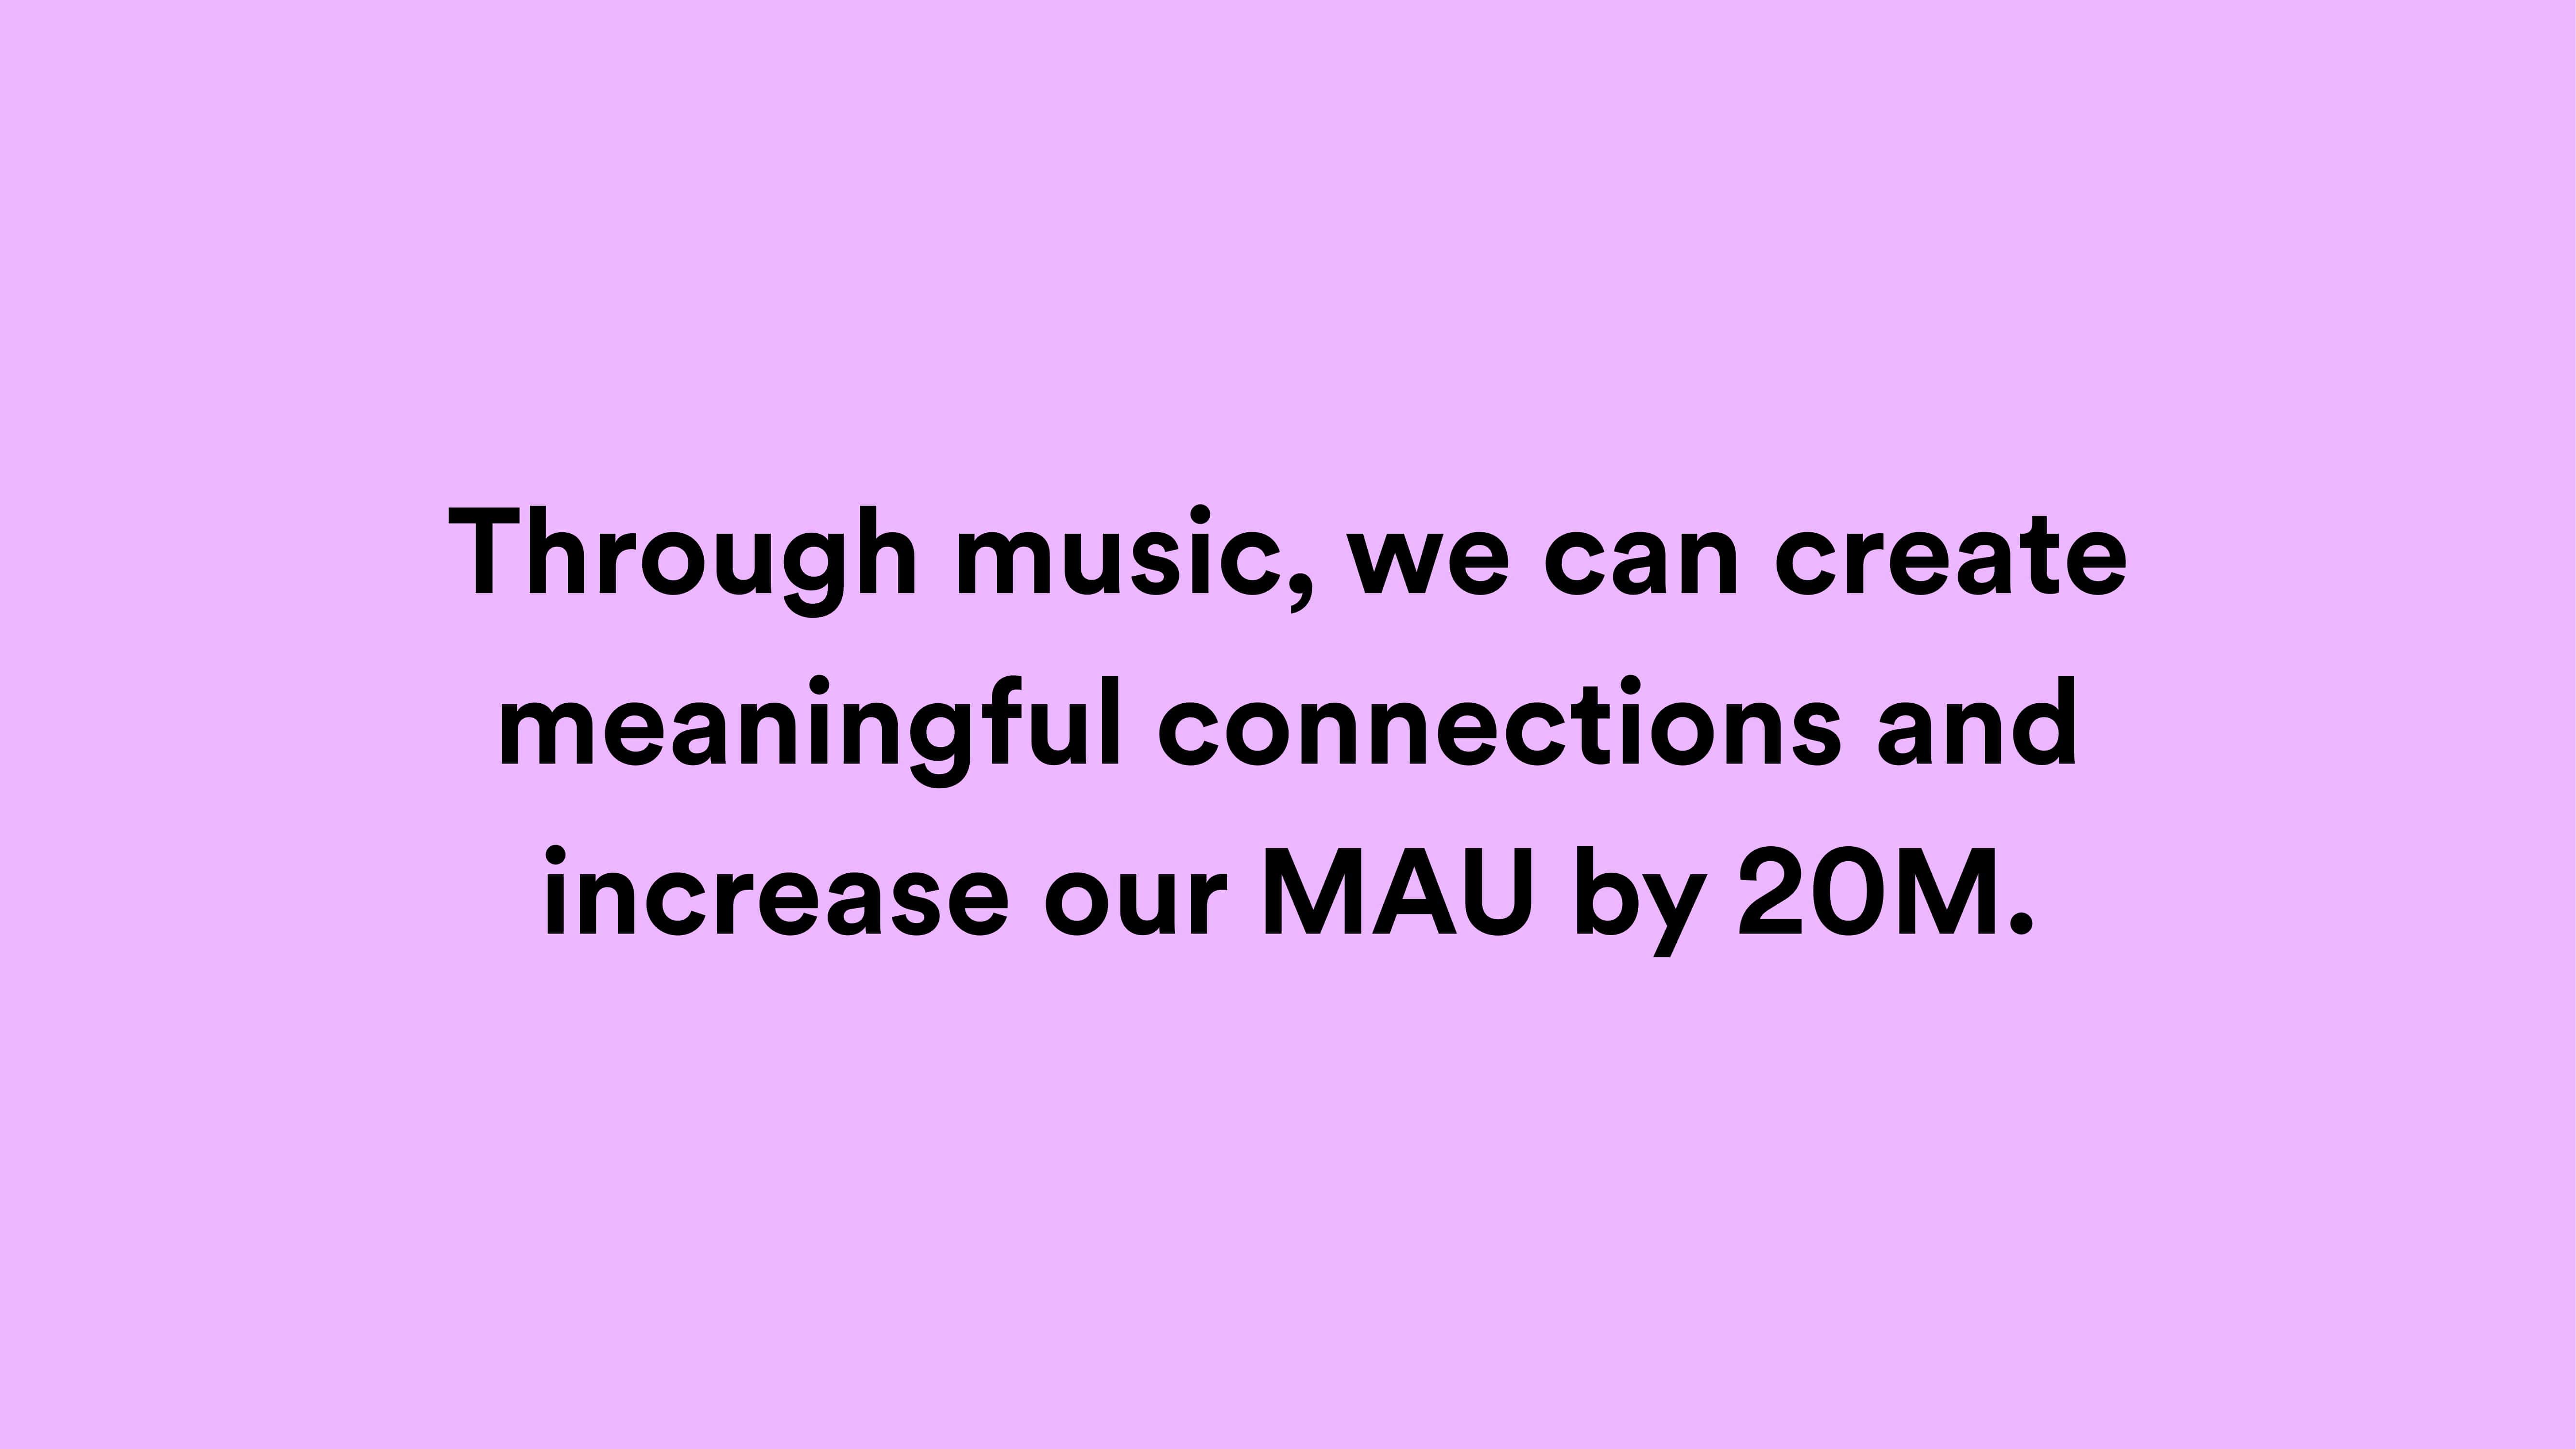 Through music, we can create
meaningful connections and
increase our MAU by 20M.